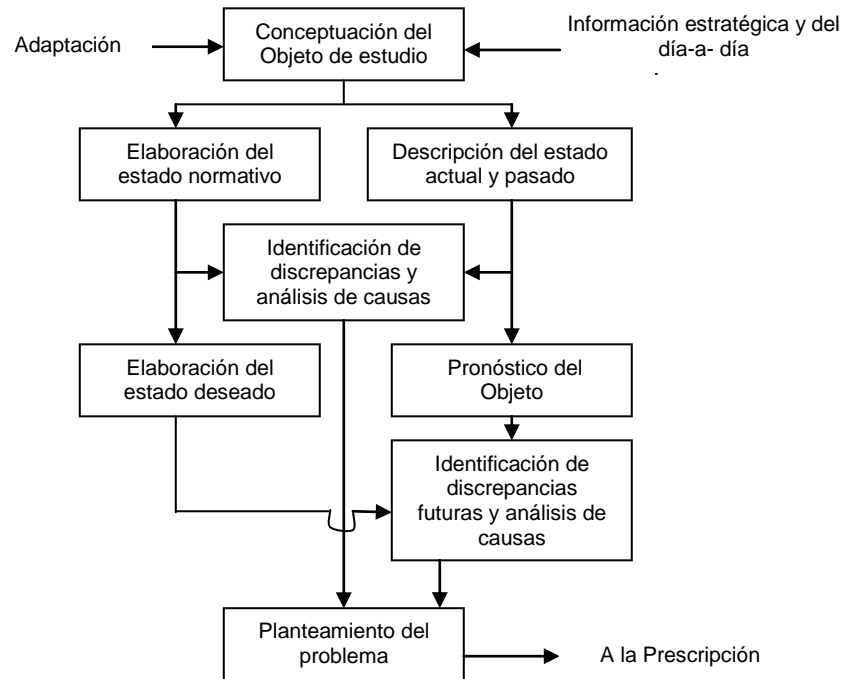 Adaptación
Conceptuación del
Objeto de estudio
Información estratégica y del
día-a- día
.
Elaboración del
estado normativo
Descripción del estado
actual y pasado
Identificación de
discrepancias y
análisis de causas
Elaboración del
estado deseado
Pronóstico del
Objeto
Identificación de
discrepancias
futuras y análisis de
causas
Planteamiento del
problema
A la Prescripción